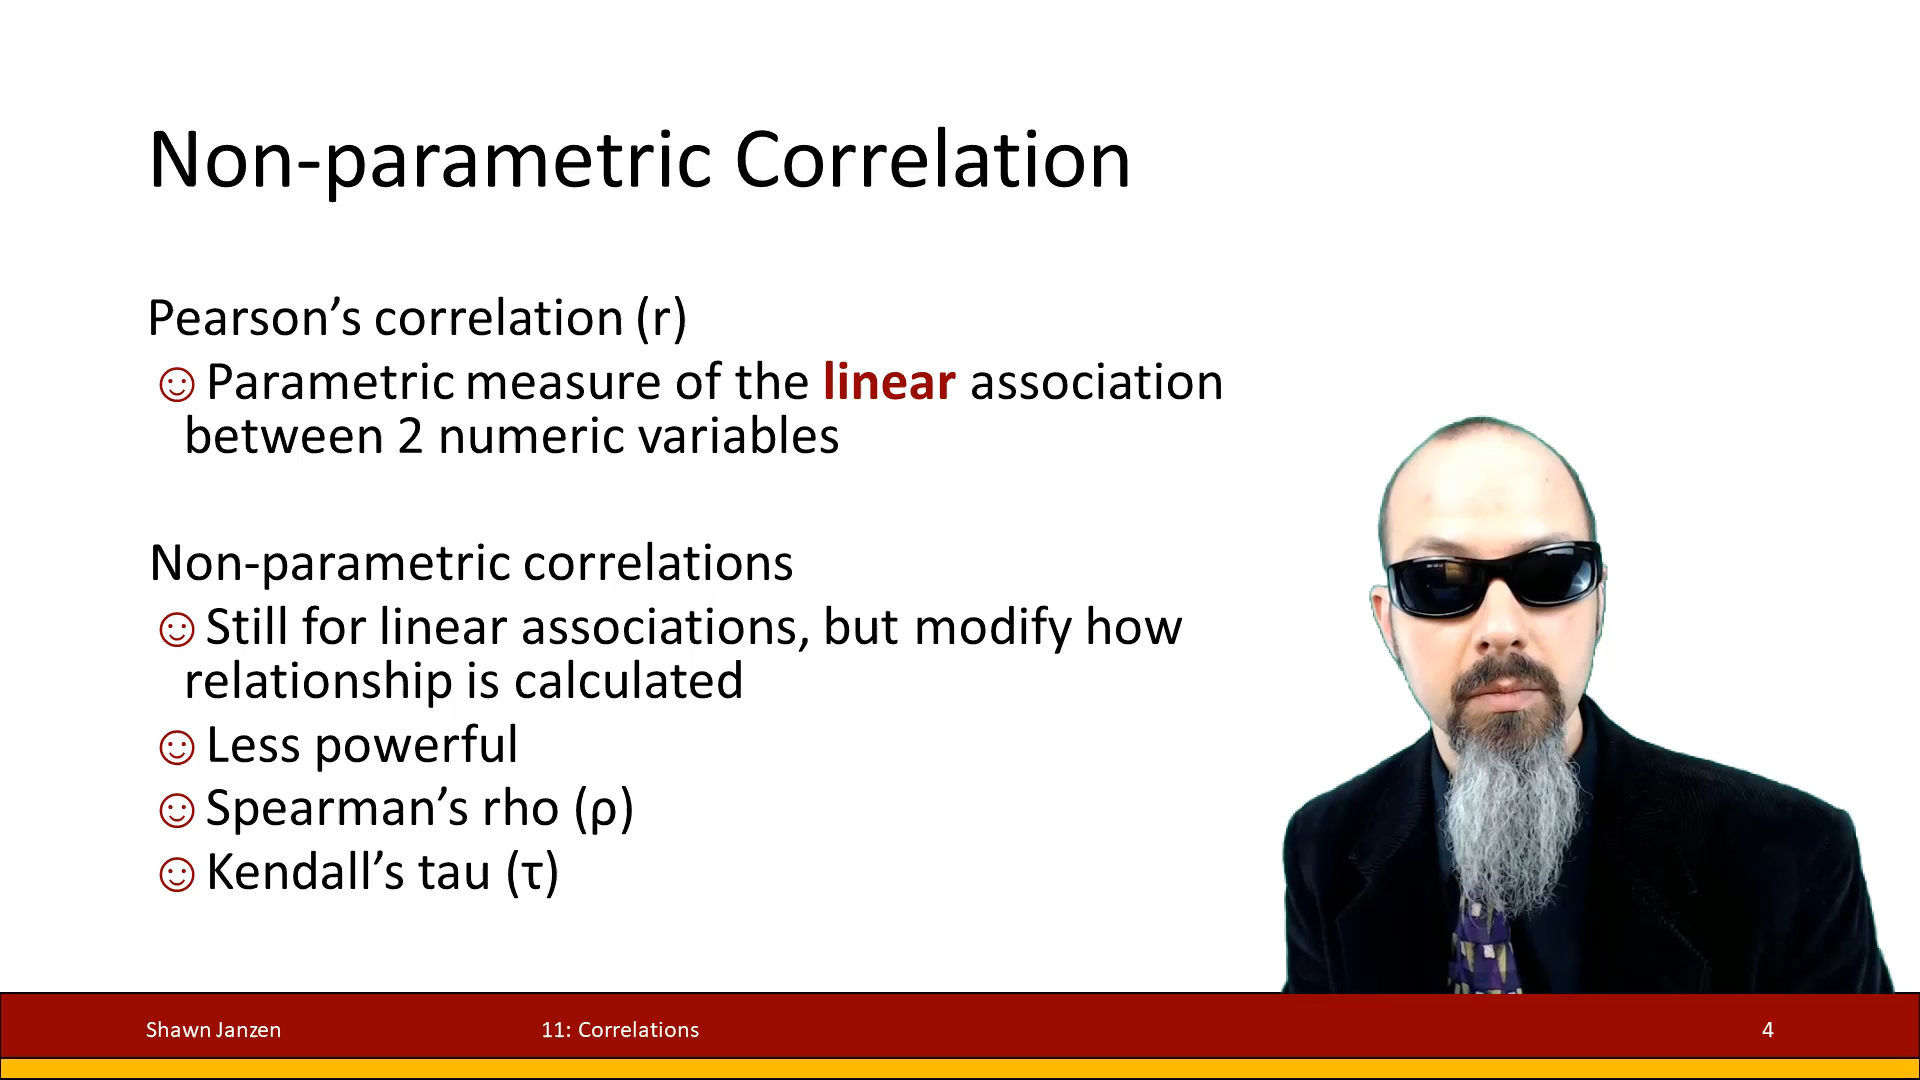 Non-parametric Correlation
Pearson’s correlation (r)
☺Parametric measure of the linear association
between 2 numeric variables
Non-parametric correlations
☺Still for linear associations, but modify how
relationship is calculated
☺Less powerful
☺Spearman’s rho (ρ)
☺Kendall’s tau (τ)
Shawn Janzen
11: Correlations
4